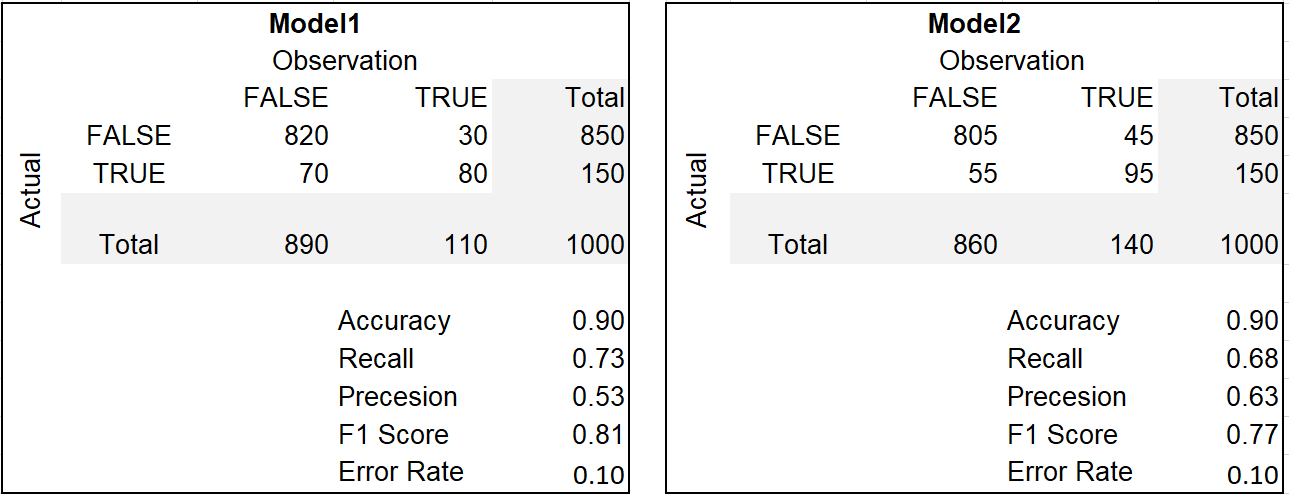 Model1
Observation
FALSE TRUE Total
Actual
FALSE 820 30 850
TRUE 70 80 150
Total 890 110 1000
Accuracy 0.90
Recall 0.73
Precesion 0.53
F1 Score 0.81
Error Rate 0.10
Model2
Observation
FALSE TRUE Total
Actual
FALSE 805 45 850
TRUE 55 95 150
Total 860 140 1000
Accuracy 0.90
Recall 0.68
Precesion 0.63
F1 Score 0.77
Error Rate 0.10